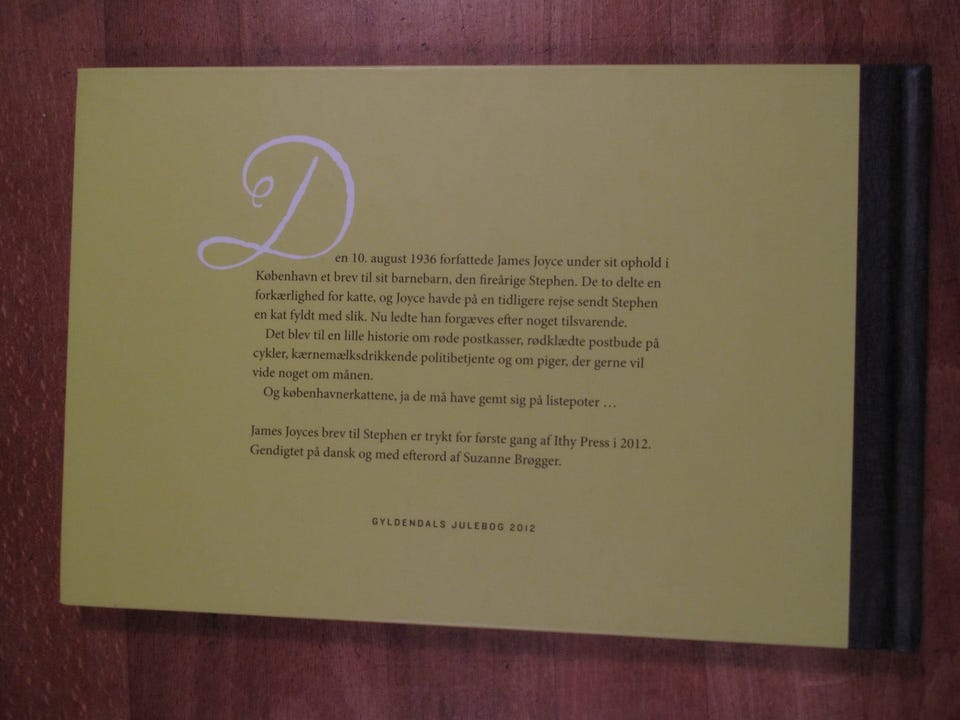 Den 10. august 1936 forfattede James Joyce under sit ophold i
København et brev til sit barnebarn, den fireårige Stephen. De to delte en
forkærlighed for katte, og Joyce havde på en tidligere rejse sendt Stephen
en kat fyldt med slik. Nu ledte han forgæves efter noget tilsvarende.
Det blev til en lille historie om røde postkasser, rødklædte postbude på
cykler, kærnemælksdrikkende politibetjente og om piger, der gerne vil
vide noget om månen.
Og københavnerkattene, ja de må have gemt sig på listepoter …
James Joyces brev til Stephen er trykt for første gang af Ithy Press i 2012.
Gendigtet på dansk og med efterord af Suzanne Brøgger.
GYLDENDALS JULEBOG 2012